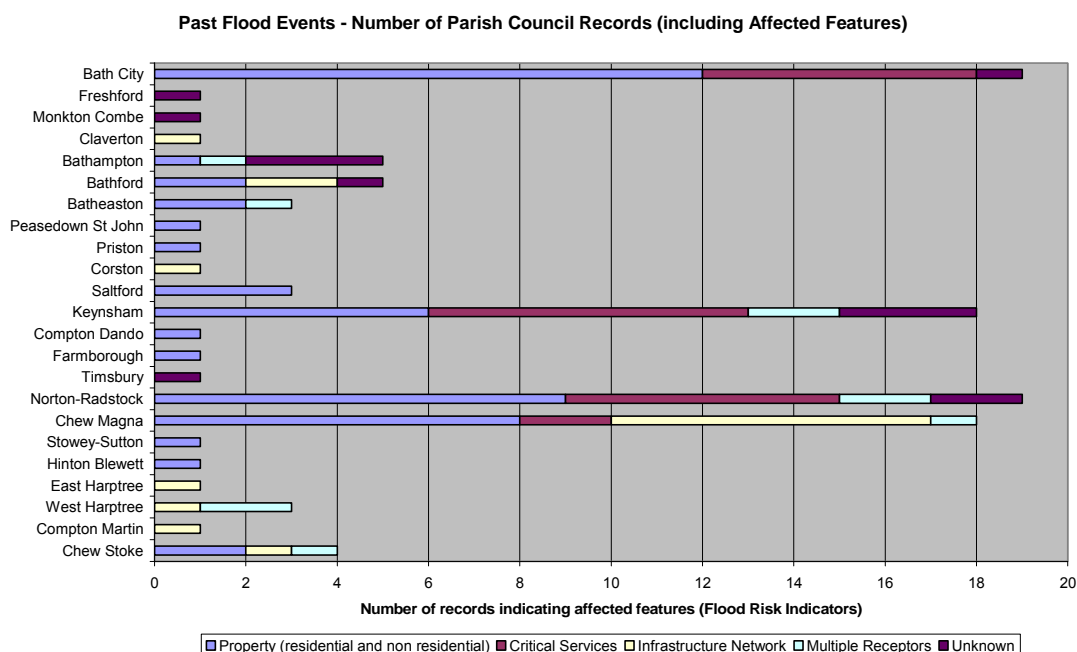 Past Flood Events - Number of Parish Council Records (including Affected Features)
Bath City
Freshford
Monkton Combe
Claverton
Bathampton
Bathford
Batheaston
Peasedown St John
Priston
Corston
Saltford
Keynsham
Compton Dando
Farmborough
Timsbury
Norton-Radstock
Chew Magna
Stowey-Sutton
Hinton Blewett
East Harptree
West Harptree
Compton Martin
Chew Stoke
0 2 4 6 8 10 12 14 16 18 20
Number of records indicating affected features (Flood Risk Indicators)
Property (residential and non residential) Critical Services Infrastructure Network Multiple Receptors Unknown